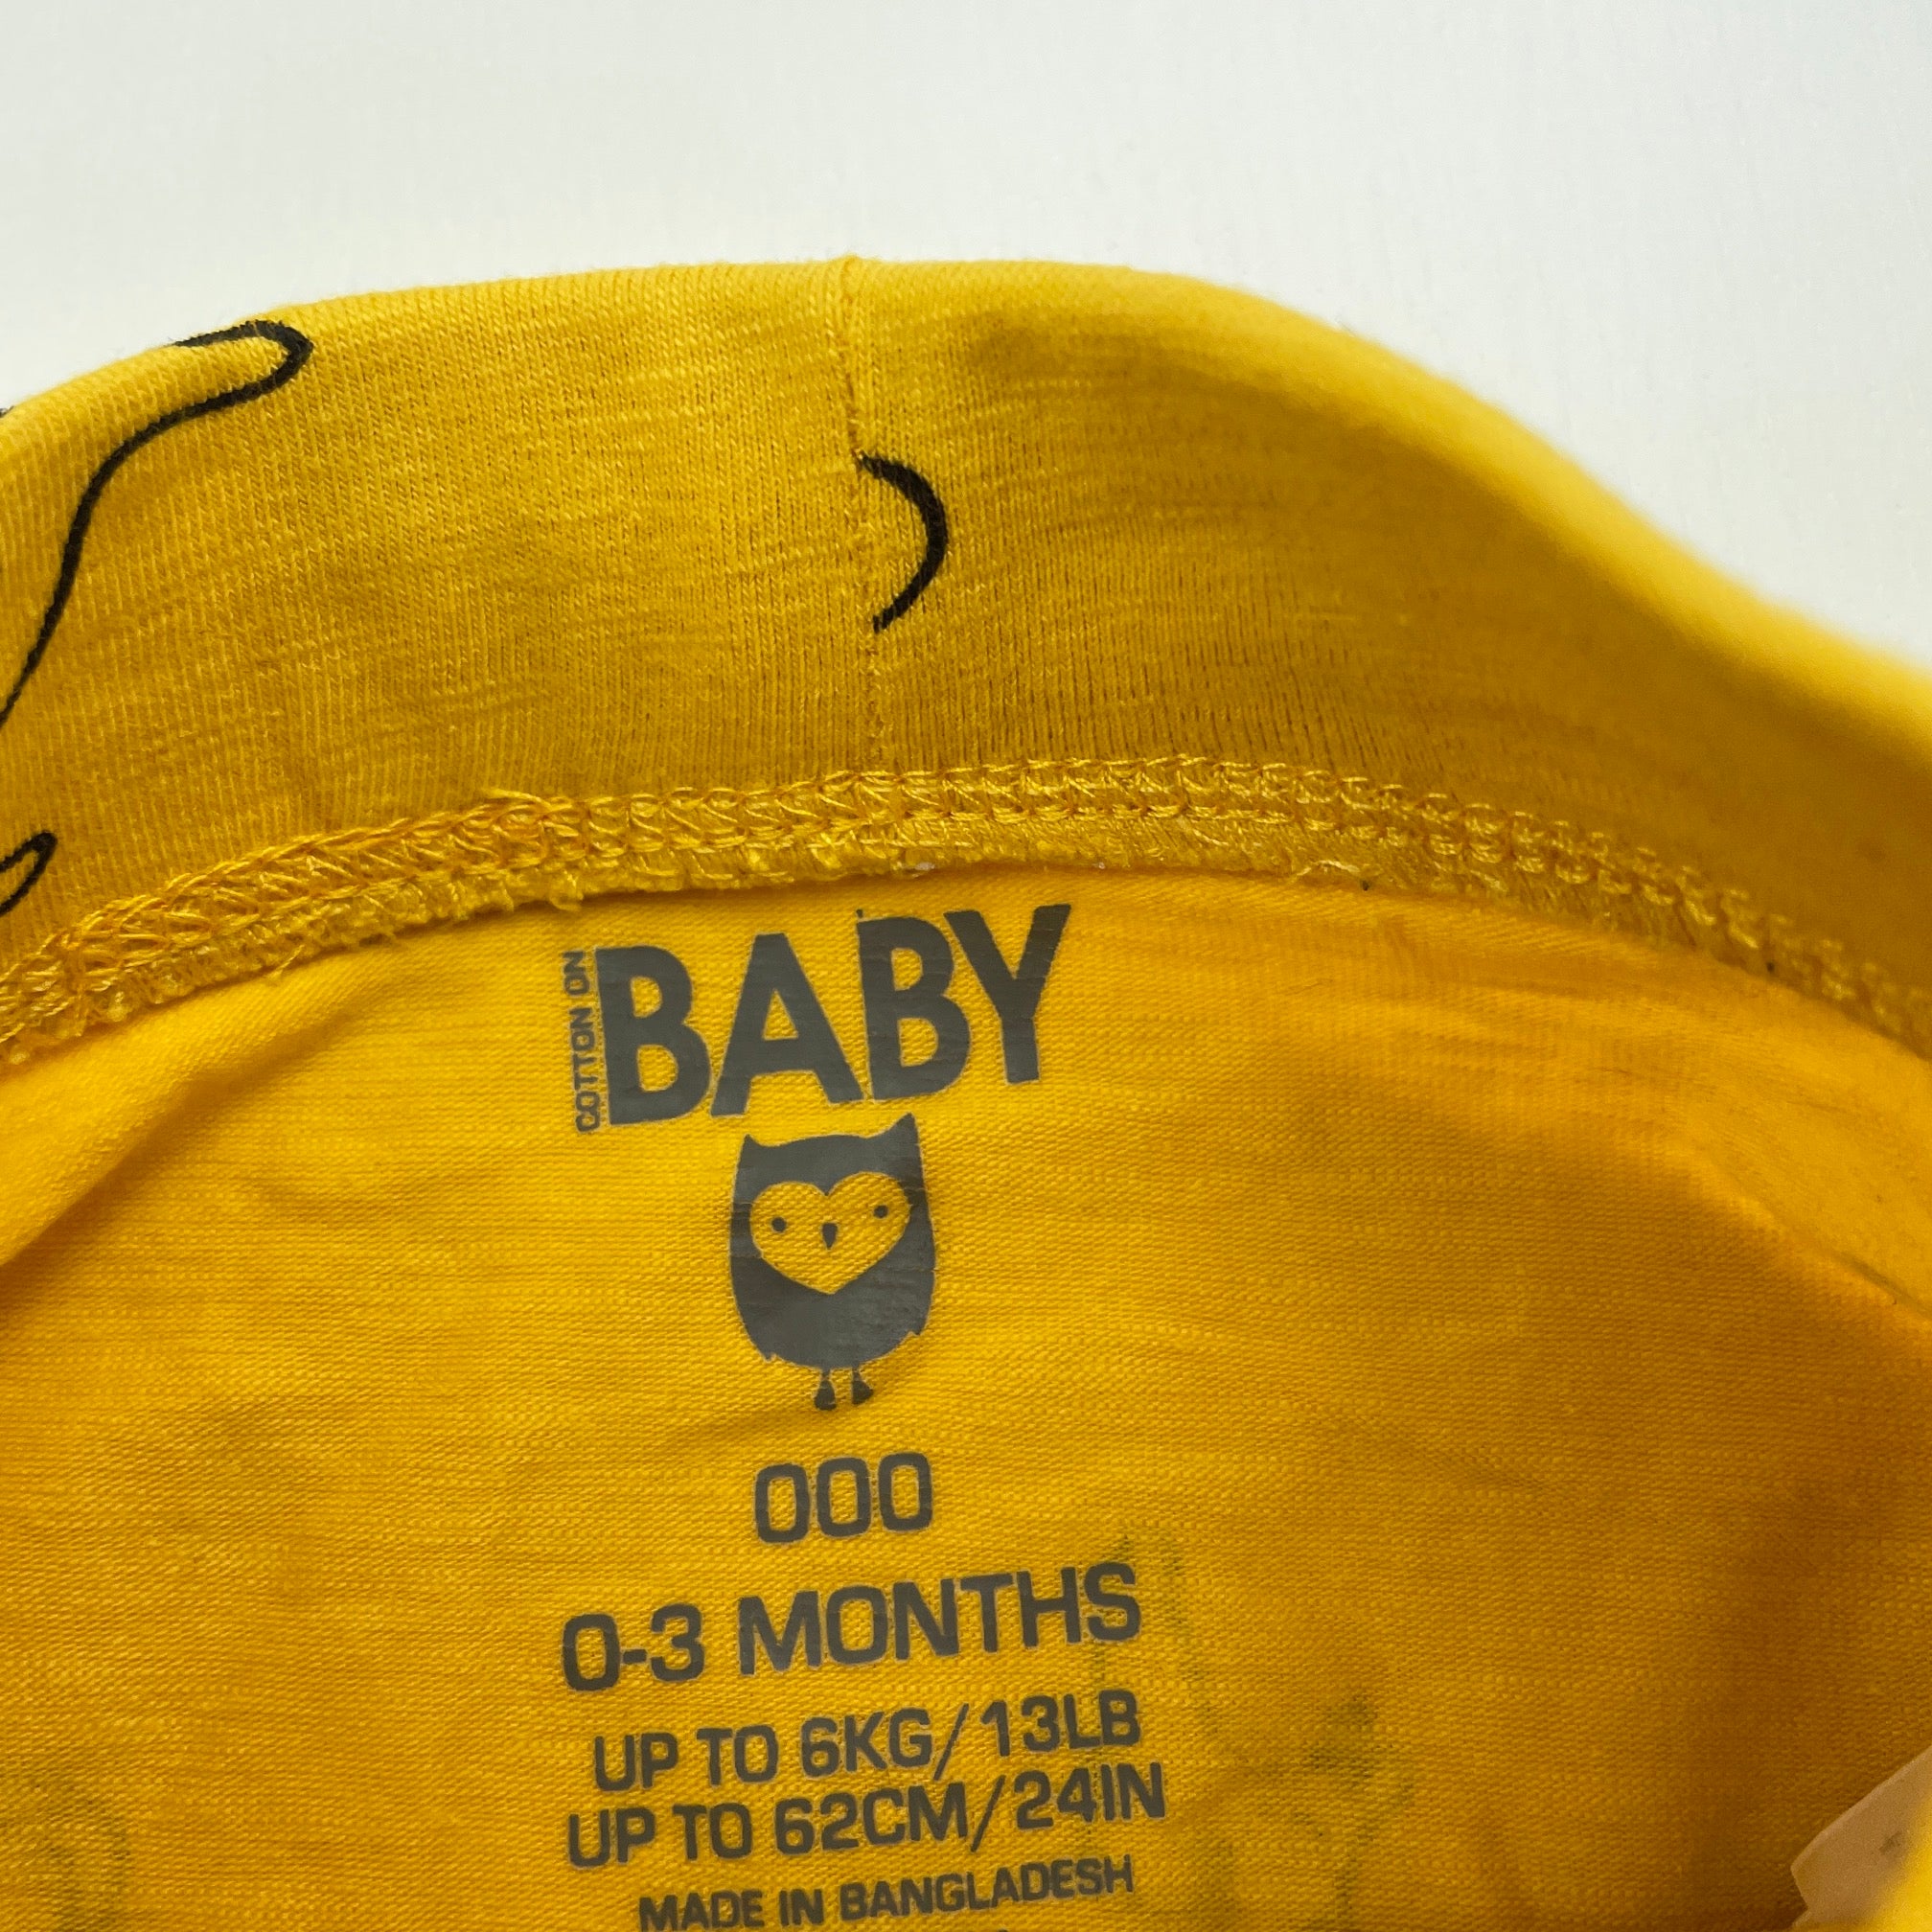 COTTON ON
BABY
000
0-3 MONTHS
UP TO 6KG/13LB
UP TO 62CM/24IN
MADE IN BANGLADESH